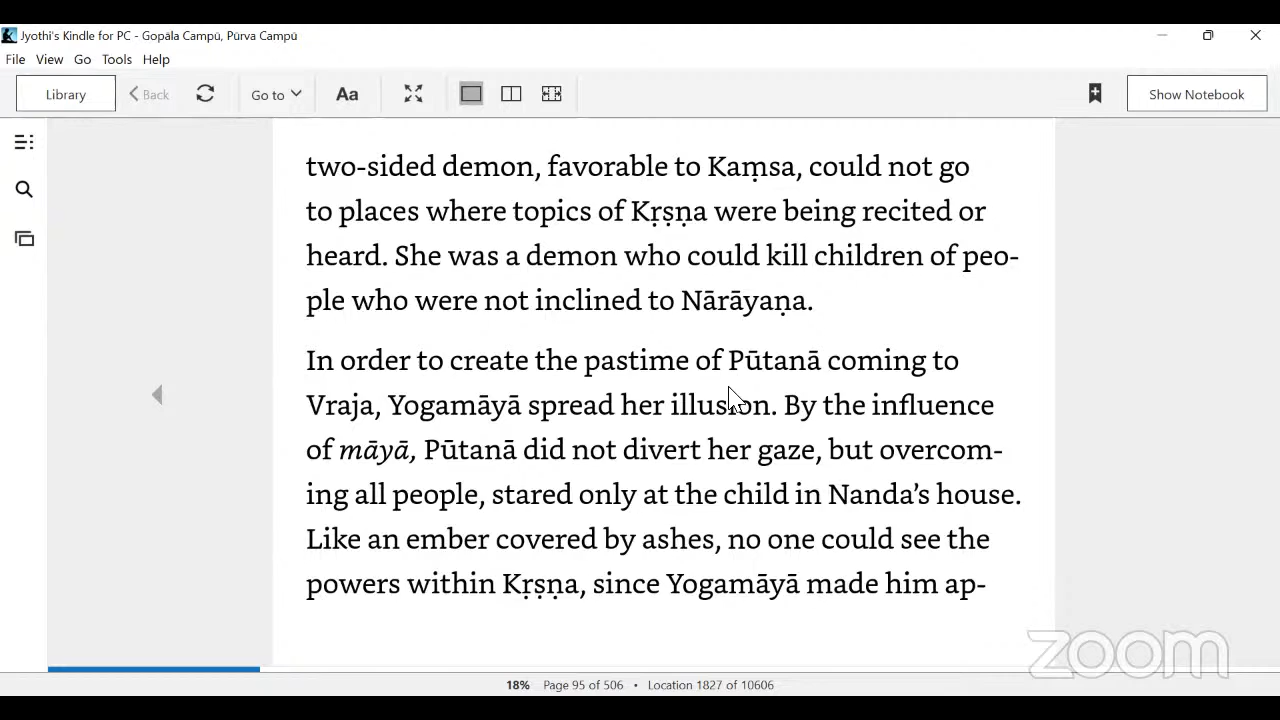 Jyothi's Kindle for PC - Gopāla Campū, Pūrva Campū
File View Go Tools Help
Library Back Go to Aa Show Notebook
two-sided demon, favorable to Kaṃsa, could not go
to places where topics of Kṛṣṇa were being recited or
heard. She was a demon who could kill children of peo-
ple who were not inclined to Nārāyaṇa.
In order to create the pastime of Pūtanā coming to
Vraja, Yogamāyā spread her illusion. By the influence
of māyā, Pūtanā did not divert her gaze, but overcom-
ing all people, stared only at the child in Nanda’s house.
Like an ember covered by ashes, no one could see the
powers within Kṛṣṇa, since Yogamāyā made him ap-
zoom
18% Page 95 of 506 • Location 1827 of 10606